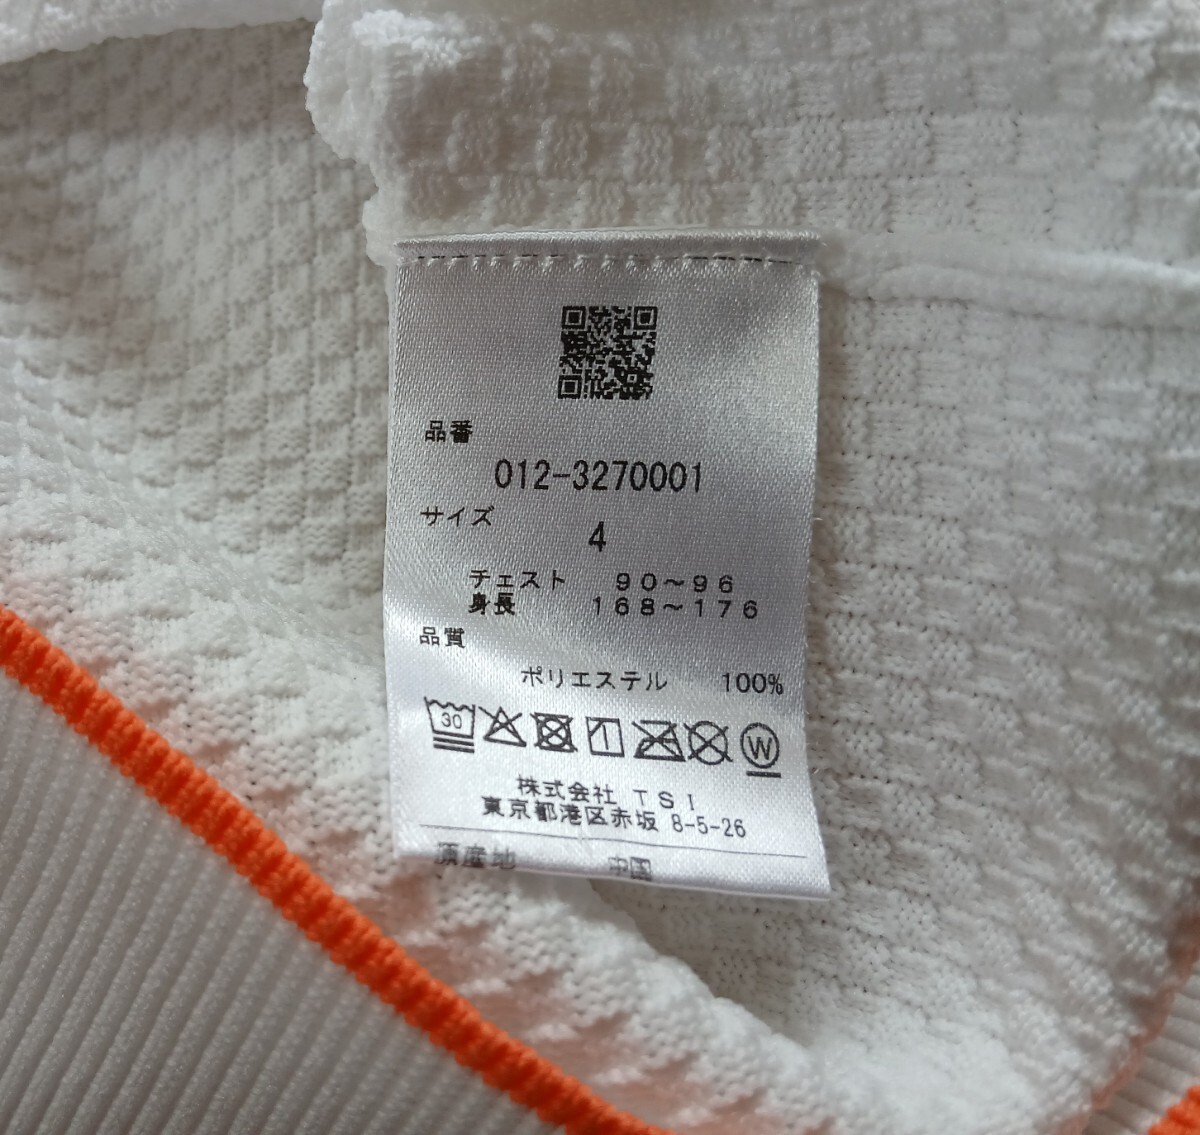 品番
012-3270001
サイズ
4
チェスト 90～96
身長 168～176
品質
ポリエステル 100%
30 W
株式会社 TSI
東京都港区赤坂 8-5-26
原産地 中国